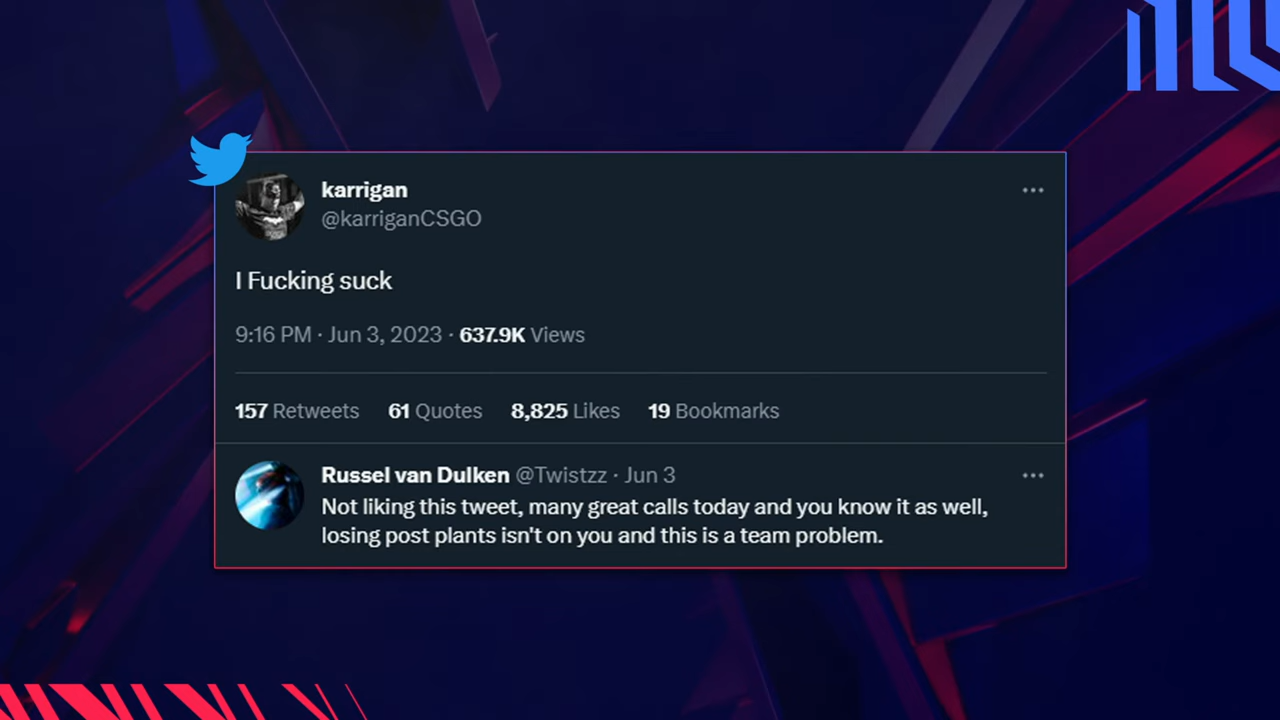 karrigan
@karriganCSGO
I Fucking suck
9:16 PM · Jun 3, 2023 · 637.9K Views
157 Retweets 61 Quotes 8,825 Likes 19 Bookmarks
Russel van Dulken @Twistzz · Jun 3
Not liking this tweet, many great calls today and you know it as well,
losing post plants isn't on you and this is a team problem.